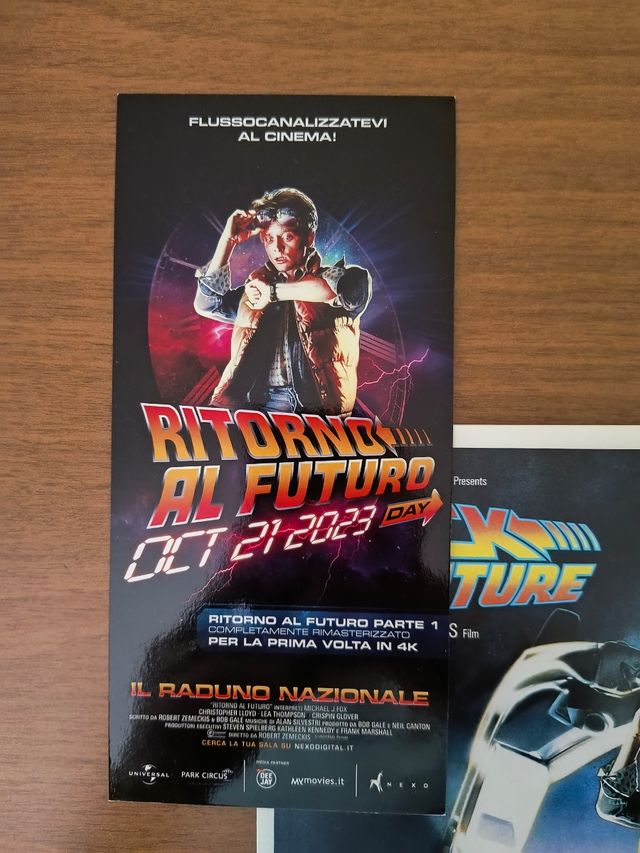 FLUSSOCANALIZZATEVI
AL CINEMA!
RITORNO
AL FUTURO
OCT 21 2023 DAY
RITORNO AL FUTURO PARTE 1
COMPLETAMENTE RIMASTERIZZATO
PER LA PRIMA VOLTA IN 4K
IL RADUNO NAZIONALE
"RITORNO AL FUTURO" INTERPRETI MICHAEL J. FOX
CHRISTOPHER LLOYD · LEA THOMPSON · CRISPIN GLOVER
SCRITTO DA ROBERT ZEMECKIS & BOB GALE MUSICHE DI ALAN SILVESTRI PRODOTTO DA BOB GALE & NEIL CANTON
PRODUTTORI ESECUTIVI STEVEN SPIELBERG KATHLEEN KENNEDY & FRANK MARSHALL
DIRETTO DA ROBERT ZEMECKIS
CERCA LA TUA SALA SU NEXODIGITAL.IT
MEDIA PARTNER
UNIVERSAL
PARK CIRCUS
DEE JAY
MYmovies.it
NEXO
Presents
CK
TURE
S Film